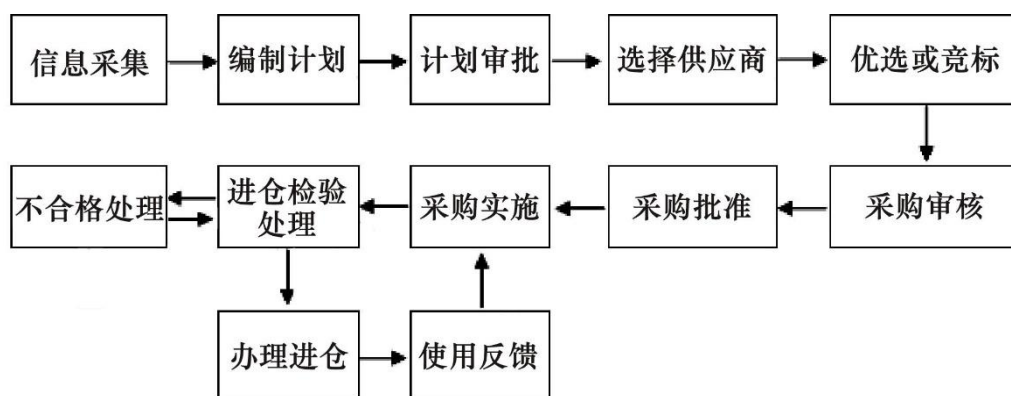 信息采集
编制计划
计划审批
选择供应商
优选或竞标
不合格处理
进仓检验
处理
采购实施
采购批准
采购审核
办理进仓
使用反馈